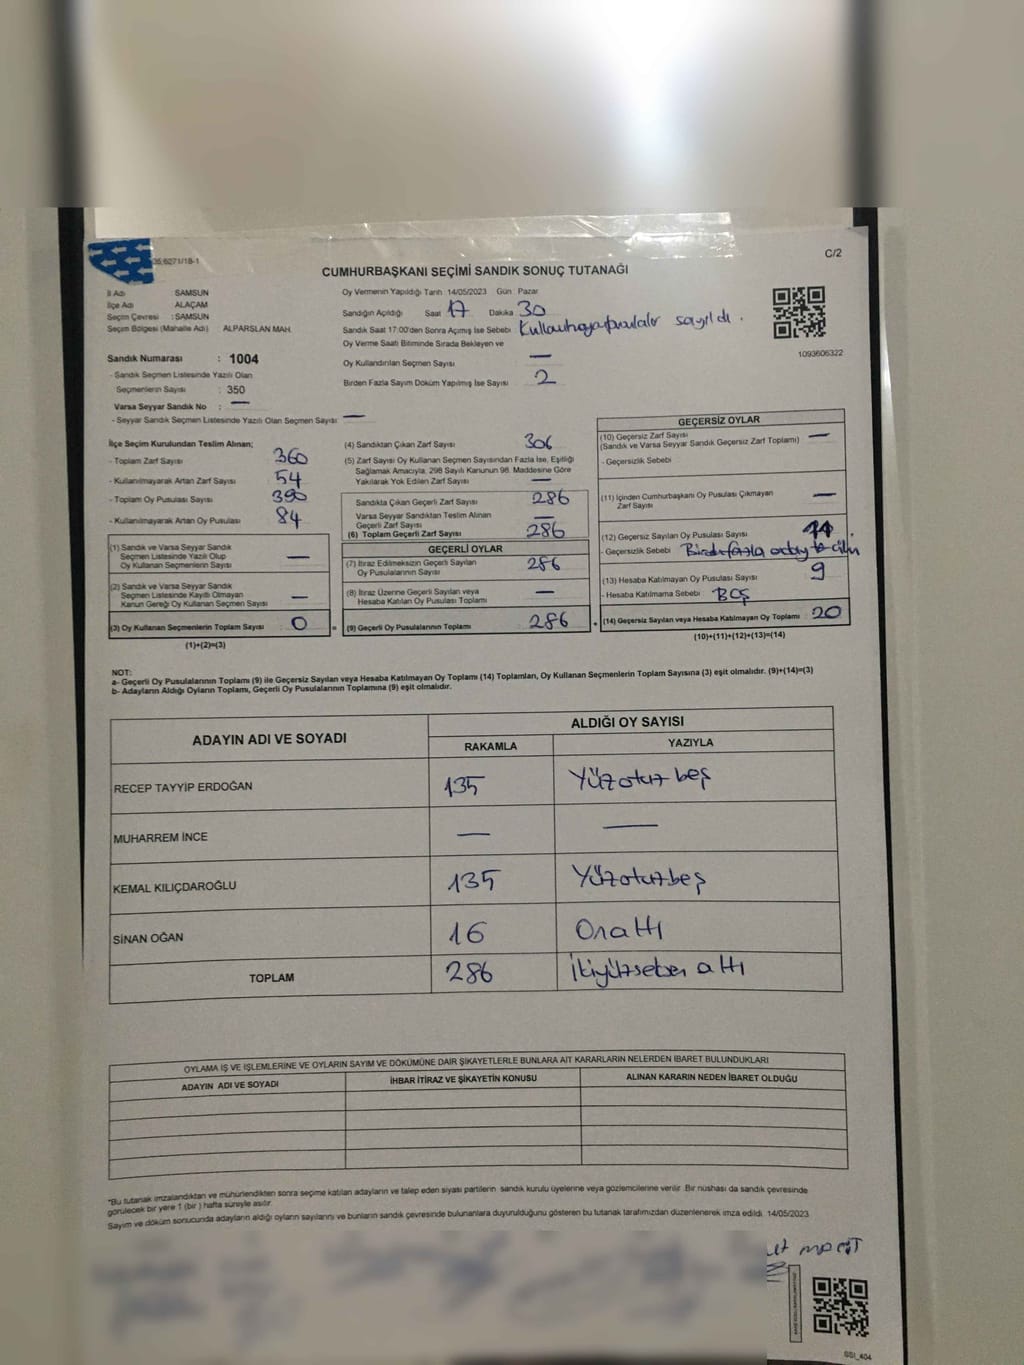 C/2
CUMHURBAŞKANI SEÇİMİ SANDIK SONUÇ TUTANAĞI
İl Adı SAMSUN
İlçe Adı ALAÇAM
Seçim Çevresi : SAMSUN
Seçim Bölgesi (Mahalle Adı) : ALPARSLAN MAH.
Sandık Numarası : 1004
- Sandık Seçmen Listesinde Yazılı Olan
Seçmenlerin Sayısı : 350
Varsa Seyyar Sandık No : —
- Seyyar Sandık Seçmen Listesinde Yazılı Olan Seçmen Sayısı —
Oy Vermenin Yapıldığı Tarih 14/05/2023 Gün : Pazar
Sandığın Açıldığı Saat 17 Dakika 30
Sandık Saat 17:00'den Sonra Açılmış İse Sebebi sayıldı.
Oy Verme Saati Bitiminde Sırada Bekleyen ve
Oy Kullandırılan Seçmen Sayısı —
Birden Fazla Sayım Döküm Yapılmış İse Sayısı 2
1093606322
İlçe Seçim Kurulundan Teslim Alınan;
- Toplam Zarf Sayısı 360
- Kullanılmayarak Artan Zarf Sayısı 54
- Toplam Oy Pusulası Sayısı 390
- Kullanılmayarak Artan Oy Pusulası 84
(1) Sandık ve Varsa Seyyar Sandık
Seçmen Listesinde Yazılı Olup
Oy Kullanan Seçmenlerin Sayısı —
(2) Sandık ve Varsa Seyyar Sandık
Seçmen Listesinde Kayıtlı Olmayan
Kanun Gereği Oy Kullanan Seçmen Sayısı —
(3) Oy Kullanan Seçmenlerin Toplam Sayısı 0
(1)+(2)=(3)
(4) Sandıktan Çıkan Zarf Sayısı 306
(5) Zarf Sayısı Oy Kullanan Seçmen Sayısından Fazla İse, Eşitliği
Sağlamak Amacıyla, 298 Sayılı Kanunun 98. Maddesine Göre
Yakılarak Yok Edilen Zarf Sayısı —
Sandıkta Çıkan Geçerli Zarf Sayısı 286
Varsa Seyyar Sandıktan Teslim Alınan
Geçerli Zarf Sayısı —
(6) Toplam Geçerli Zarf Sayısı 286
GEÇERLİ OYLAR
(7) İtiraz Edilmeksizin Geçerli Sayılan
Oy Pusulalarının Sayısı 286
(8) İtiraz Üzerine Geçerli Sayılan veya
Hesaba Katılan Oy Pusulası Toplamı —
= (9) Geçerli Oy Pusulalarının Toplamı 286
GEÇERSİZ OYLAR
(10) Geçersiz Zarf Sayısı —
(Sandık ve Varsa Seyyar Sandık Geçersiz Zarf Toplamı)
- Geçersizlik Sebebi
(11) İçinden Cumhurbaşkanı Oy Pusulası Çıkmayan
Zarf Sayısı —
(12) Geçersiz Sayılan Oy Pusulası Sayısı 11
- Geçersizlik Sebebi
(13) Hesaba Katılmayan Oy Pusulası Sayısı 9
- Hesaba Katılmama Sebebi BOŞ
+ (14) Geçersiz Sayılan veya Hesaba Katılmayan Oy Toplamı 20
(10)+(11)+(12)+(13)=(14)
NOT:
a- Geçerli Oy Pusulalarının Toplamı (9) ile Geçersiz Sayılan veya Hesaba Katılmayan Oy Toplamı (14) Toplamları, Oy Kullanan Seçmenlerin Toplam Sayısına (3) eşit olmalıdır. (9)+(14)=(3)
b- Adayların Aldığı Oyların Toplamı, Geçerli Oy Pusulalarının Toplamına (9) eşit olmalıdır.
ADAYIN ADI VE SOYADI ALDIĞI OY SAYISI
RAKAMLA YAZIYLA
RECEP TAYYİP ERDOĞAN 135 Yüzotuz beş
MUHARREM İNCE — —
KEMAL KILIÇDAROĞLU 135 Yüzotuzbeş
SİNAN OĞAN 16 Onaltı
TOPLAM 286 İkiyüzseksen altı
OYLAMA İŞ VE İŞLEMLERİNE VE OYLARIN SAYIM VE DÖKÜMÜNE DAİR ŞİKAYETLERLE BUNLARA AİT KARARLARIN NELERDEN İBARET BULUNDUKLARI
ADAYIN ADI VE SOYADI İHBAR İTİRAZ VE ŞİKAYETİN KONUSU ALINAN KARARIN NEDEN İBARET OLDUĞU
*Bu tutanak imzalandıktan ve mühürlendikten sonra seçime katılan adayların ve talep eden siyasi partilerin sandık kurulu üyelerine veya gözlemcilerine verilir. Bir nüshası da sandık çevresinde
görülecek bir yere 1 (bir) hafta süreyle asılır.
Sayım ve döküm sonucunda adayların aldığı oyların sayılarını ve bunların sandık çevresinde bulunanlara duyurulduğunu gösteren bu tutanak tarafımızdan düzenlenerek imza edildi. 14/05/2023
SSI_404